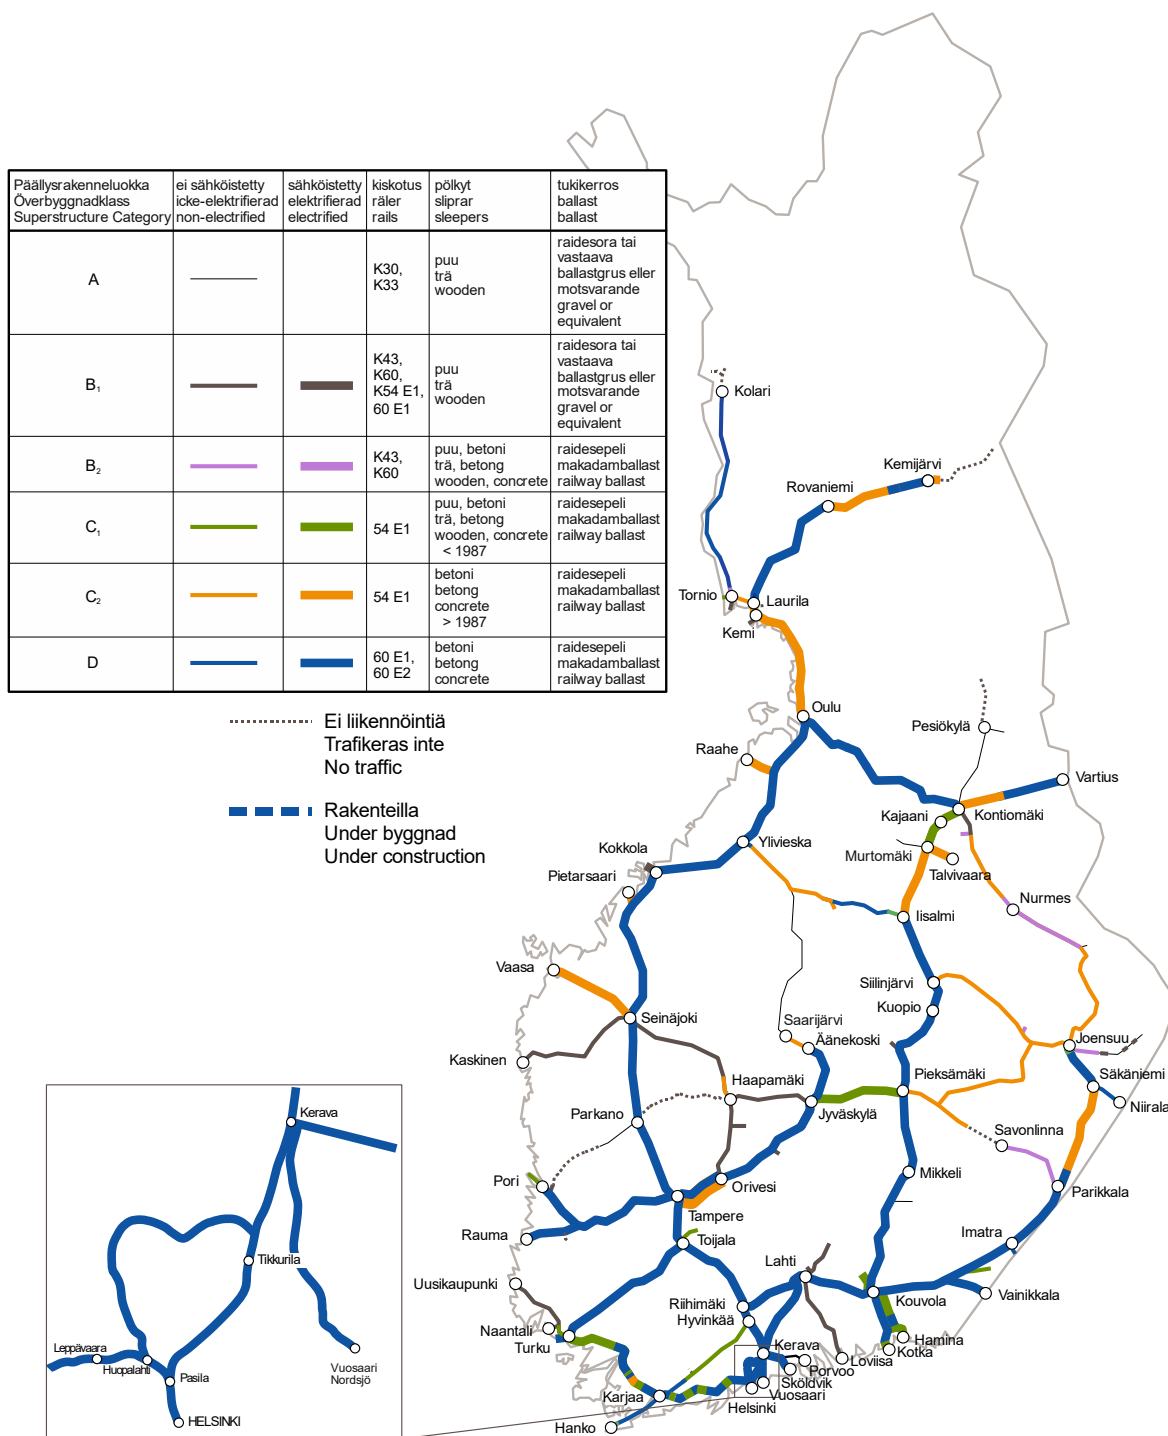 Päällysrakenneluokka
Överbyggnadklass
Superstructure Category
ei sähköistetty
icke-elektrifierad
non-electrified
sähköistetty
elektrifierad
electrified
kiskotus
räler
rails
pölkyt
sliprar
sleepers
tukikerros
ballast
ballast
A
K30,
K33
puu
trä
wooden
raidesora tai
vastaava
ballastgrus eller
motsvarande
gravel or
equivalent
B₁
K43,
K60,
K54 E1,
60 E1
puu
trä
wooden
raidesora tai
vastaava
ballastgrus eller
motsvarande
gravel or
equivalent
B₂
K43,
K60
puu, betoni
trä, betong
wooden, concrete
raidesepeli
makadamballast
railway ballast
C₁
54 E1
puu, betoni
trä, betong
wooden, concrete
< 1987
raidesepeli
makadamballast
railway ballast
C₂
54 E1
betoni
betong
concrete
> 1987
raidesepeli
makadamballast
railway ballast
D
60 E1,
60 E2
betoni
betong
concrete
raidesepeli
makadamballast
railway ballast
Ei liikennöintiä
Trafikeras inte
No traffic
Rakenteilla
Under byggnad
Under construction
Kolari
Kemijärvi
Rovaniemi
Tornio
Laurila
Kemi
Oulu
Pesiökylä
Raahe
Vartius
Kontiomäki
Kajaani
Ylivieska
Murtomäki
Talvivaara
Kokkola
Pietarsaari
Nurmes
Iisalmi
Vaasa
Siilinjärvi
Kuopio
Seinäjoki
Saarijärvi
Äänekoski
Joensuu
Kaskinen
Haapamäki
Pieksämäki
Säkäniemi
Jyväskylä
Niirala
Parkano
Savonlinna
Pori
Orivesi
Mikkeli
Parikkala
Tampere
Rauma
Toijala
Imatra
Lahti
Uusikaupunki
Riihimäki
Hyvinkää
Kouvola
Vainikkala
Naantali
Turku
Hamina
Kotka
Kerava
Porvoo
Loviisa
Sköldvik
Vuosaari
Helsinki
Karjaa
Hanko
Kerava
Tikkurila
Leppävaara
Huopalahti
Pasila
Vuosaari
Nordsjö
HELSINKI